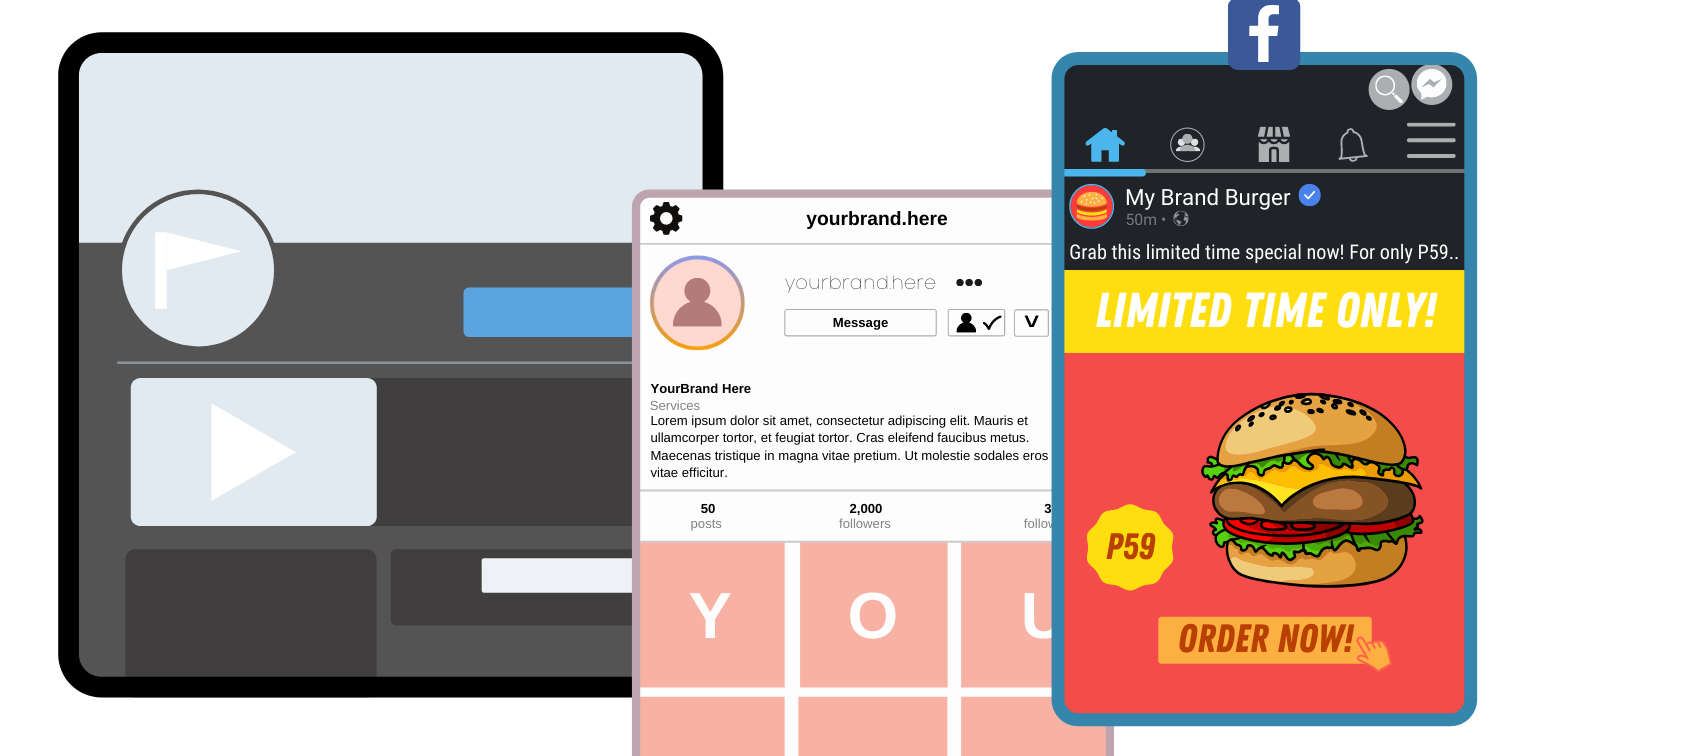 yourbrand.here
yourbrand.here
Message
V
YourBrand Here
Services
Lorem ipsum dolor sit amet, consectetur adipiscing elit. Mauris et
ullamcorper tortor, et feugiat tortor. Cras eleifend faucibus metus.
Maecenas tristique in magna vitae pretium. Ut molestie sodales eros
vitae efficitur.
50
posts
2,000
followers
3
follow
Y O U
f
My Brand Burger
50m •
Grab this limited time special now! For only P59..
LIMITED TIME ONLY!
P59
ORDER NOW!